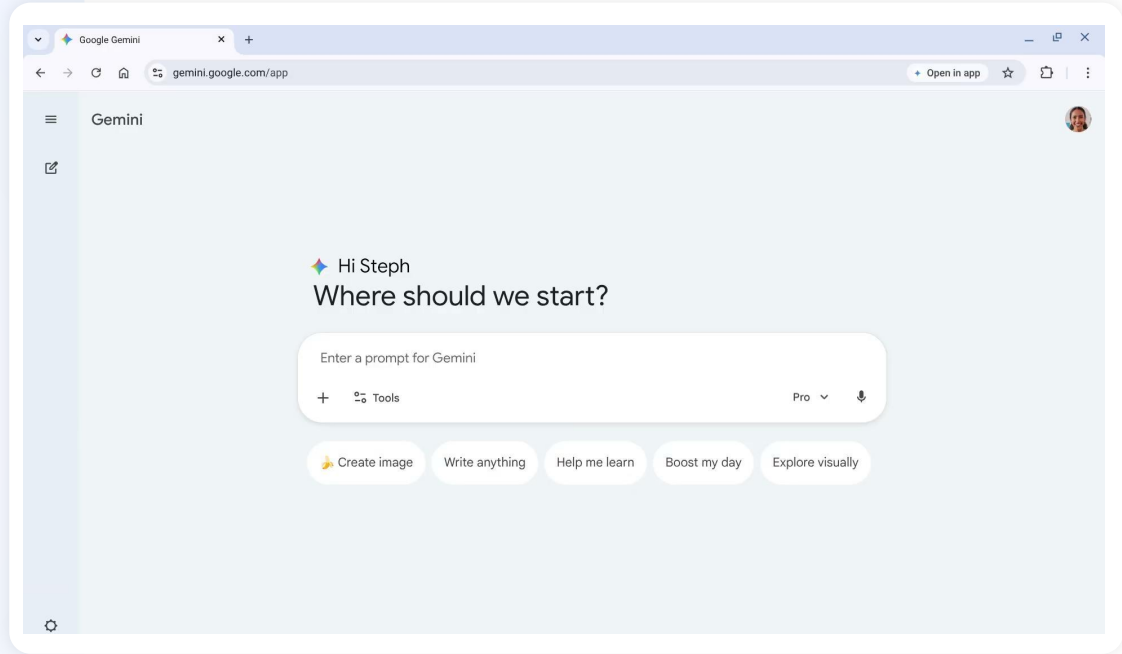 Google Gemini
gemini.google.com/app
Open in app
Gemini
Hi Steph
Where should we start?
Enter a prompt for Gemini
Tools
Pro
Create image
Write anything
Help me learn
Boost my day
Explore visually